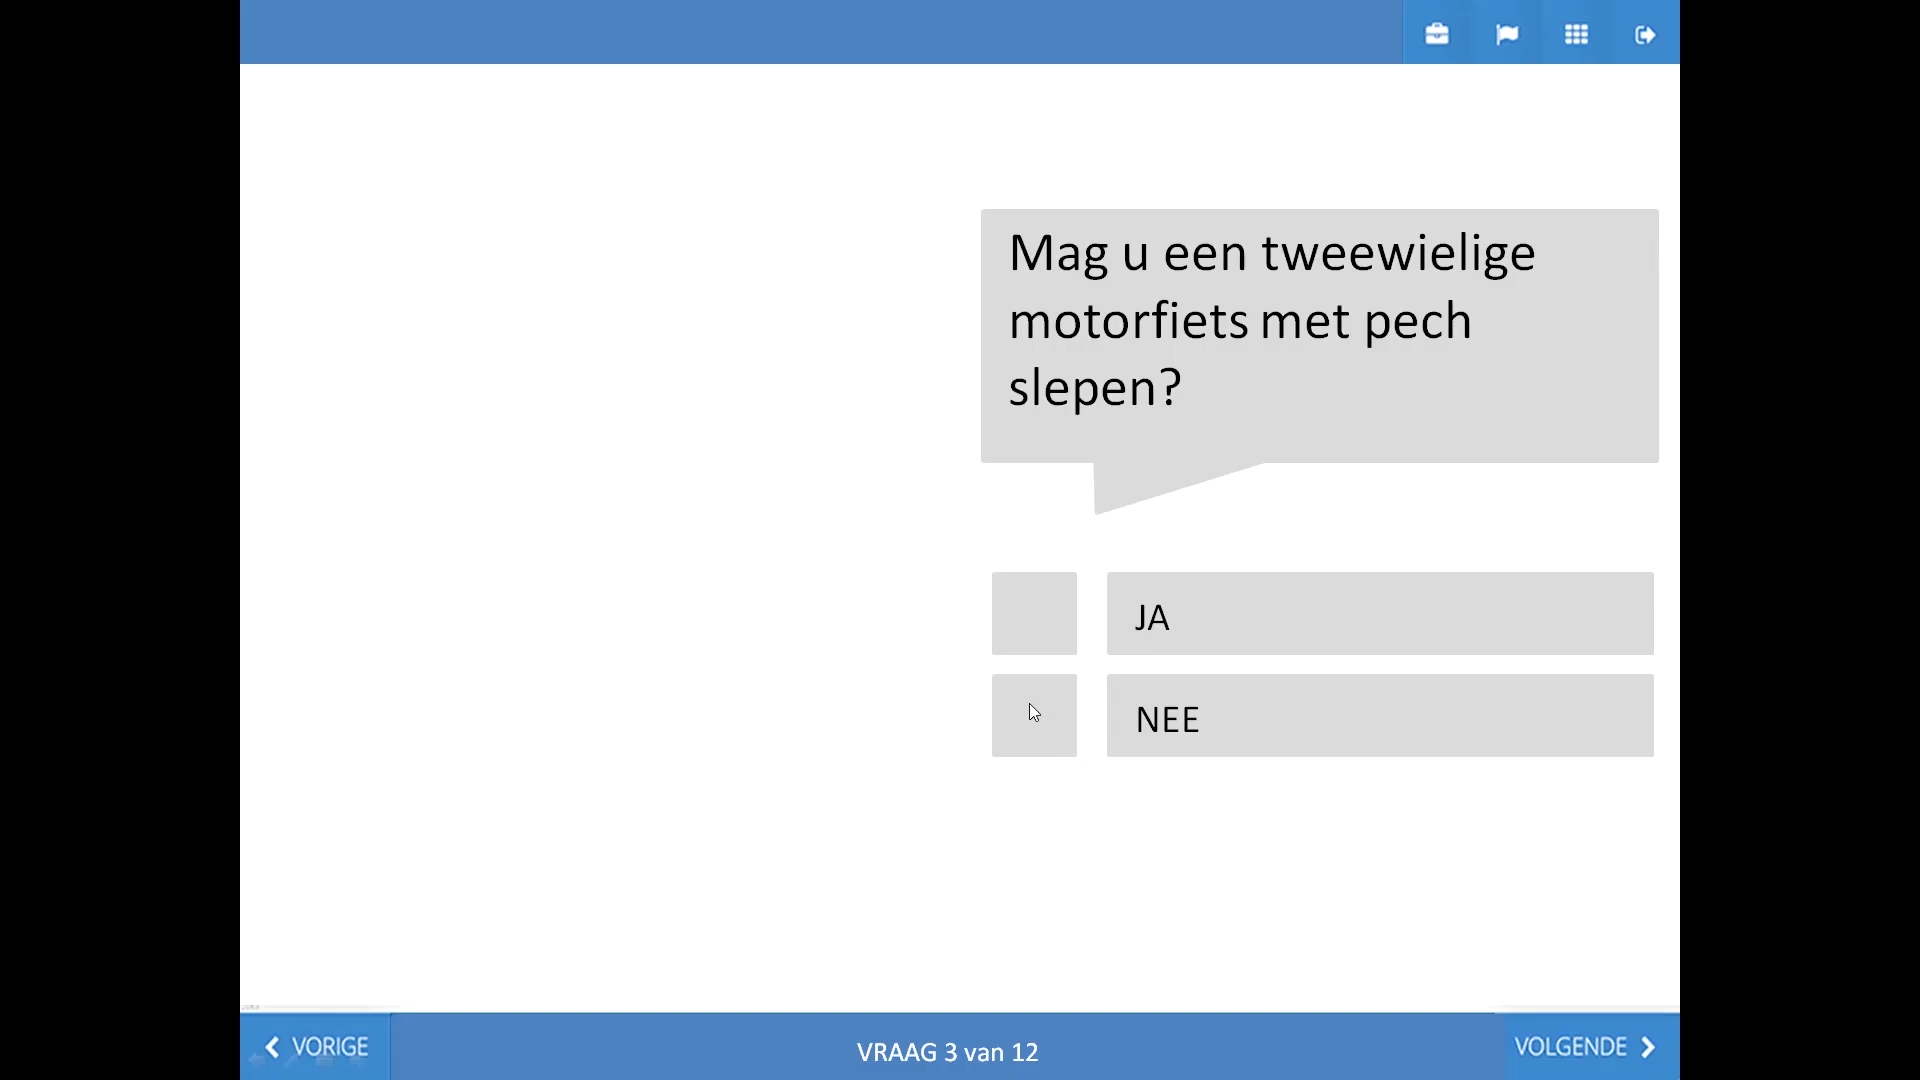 Mag u een tweewielige
motorfiets met pech
slepen?
JA
NEE
VORIGE
VRAAG 3 van 12
VOLGENDE